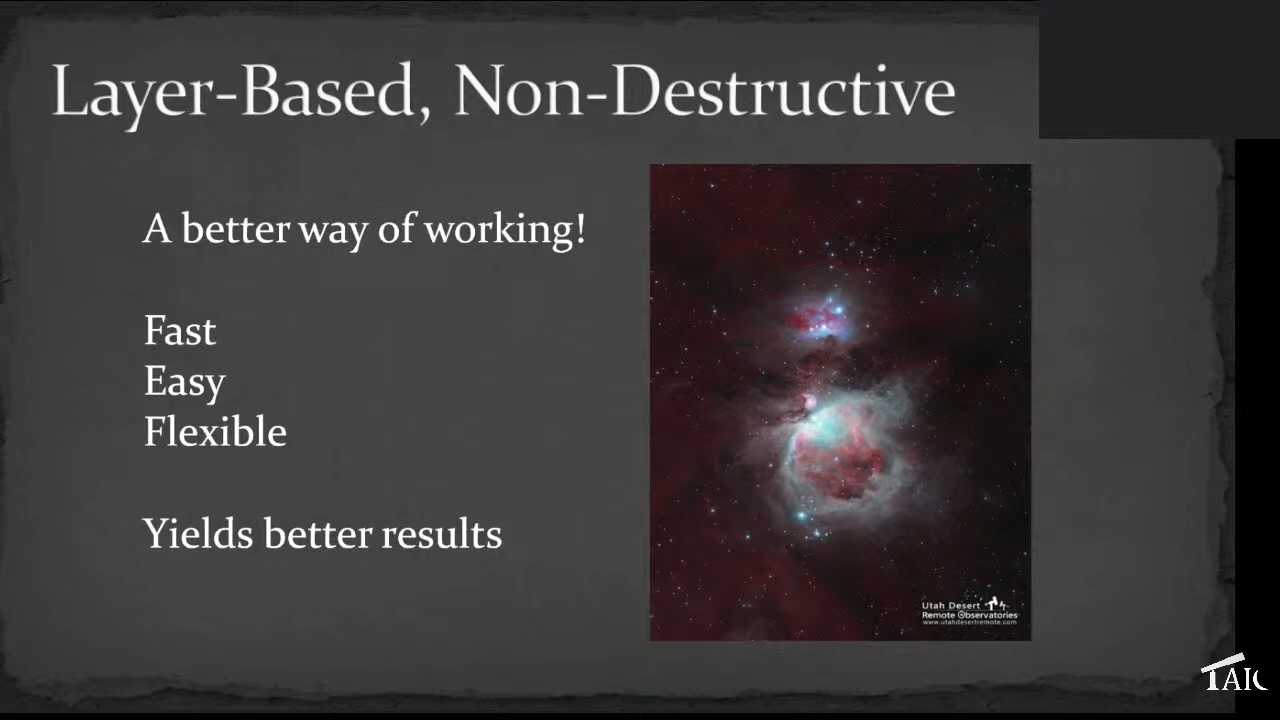 Layer-Based, Non-Destructive
A better way of working!
Fast
Easy
Flexible
Yields better results
Utah Desert
Remote Observatories
www.utahdesertremote.com
TAIC